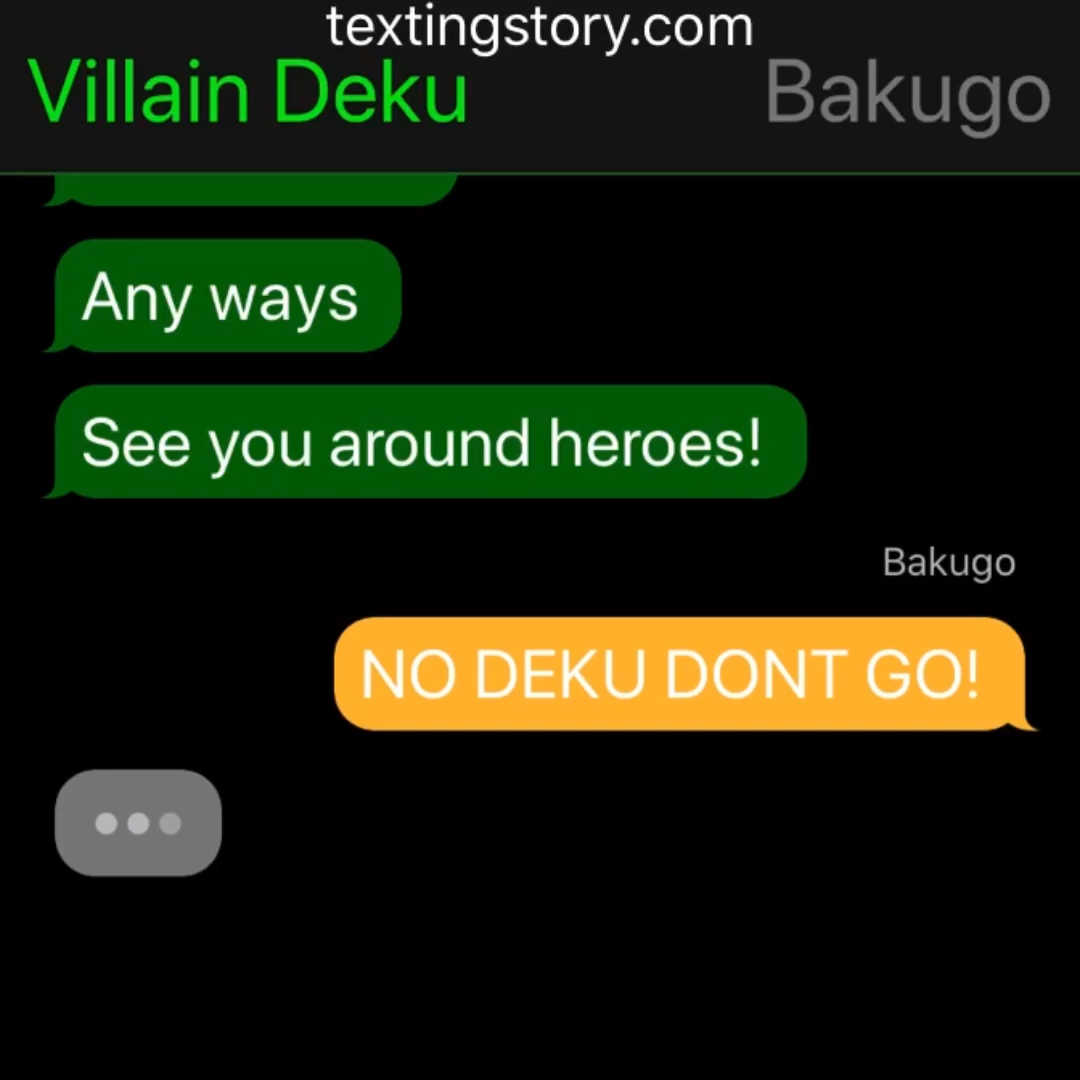 textingstory.com
Villain Deku Bakugo
Any ways
See you around heroes!
Bakugo
NO DEKU DONT GO!